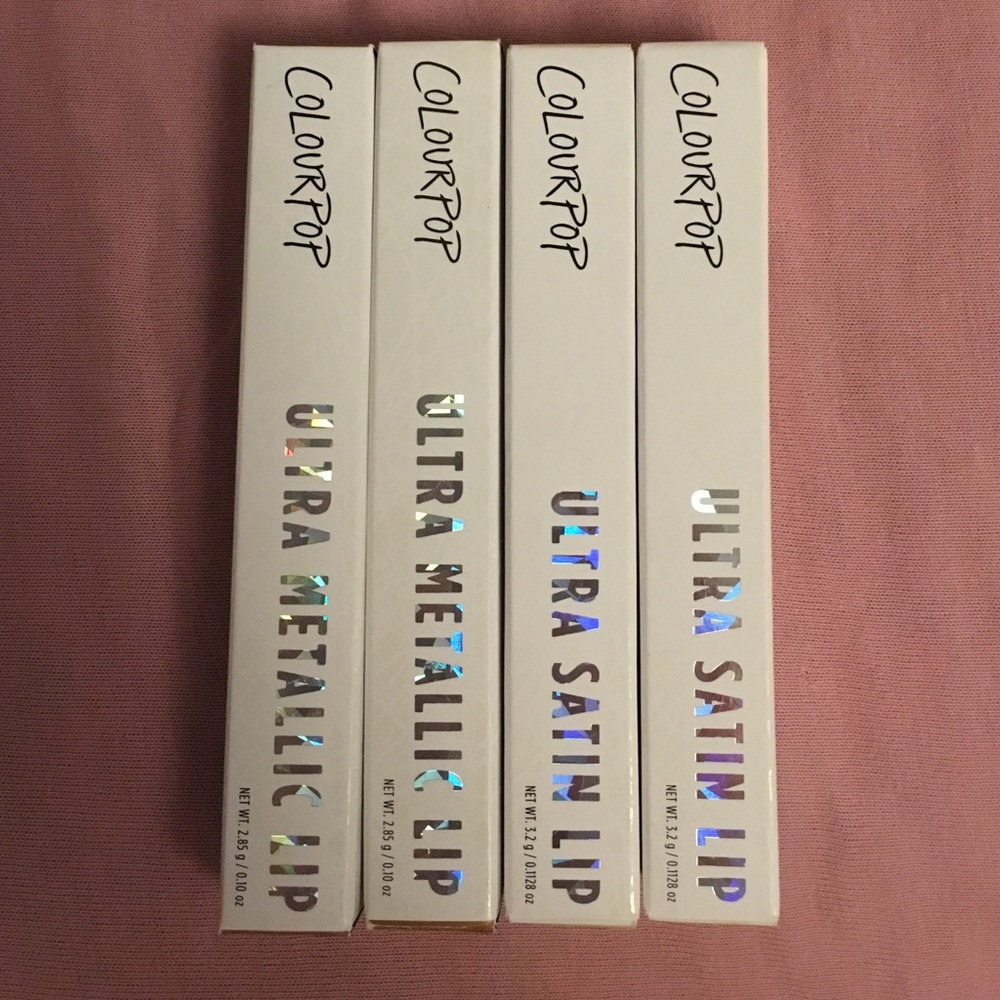 COLOURPOP
ULTRA METALLIC LIP
NET WT. 2.85 g / 0.10 oz
COLOURPOP
ULTRA METALLIC LIP
NET WT. 2.85 g / 0.10 oz
COLOURPOP
ULTRA SATIN LIP
NET WT. 3.2 g / 0.1128 oz
COLOURPOP
ULTRA SATIN LIP
NET WT. 3.2 g / 0.1128 oz